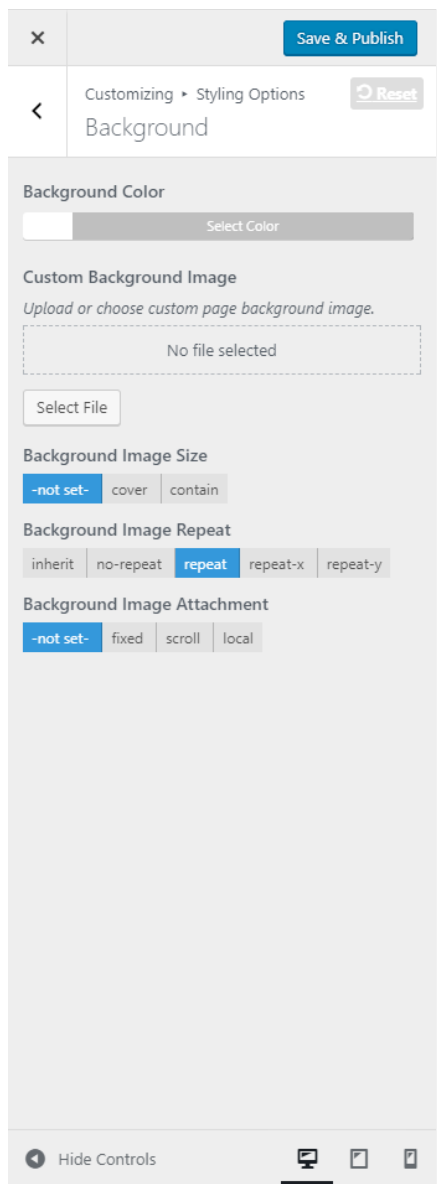 Save & Publish
Customizing ▸ Styling Options
Reset
Background
Background Color
Select Color
Custom Background Image
Upload or choose custom page background image.
No file selected
Select File
Background Image Size
-not set- cover contain
Background Image Repeat
inherit no-repeat repeat repeat-x repeat-y
Background Image Attachment
-not set- fixed scroll local
Hide Controls